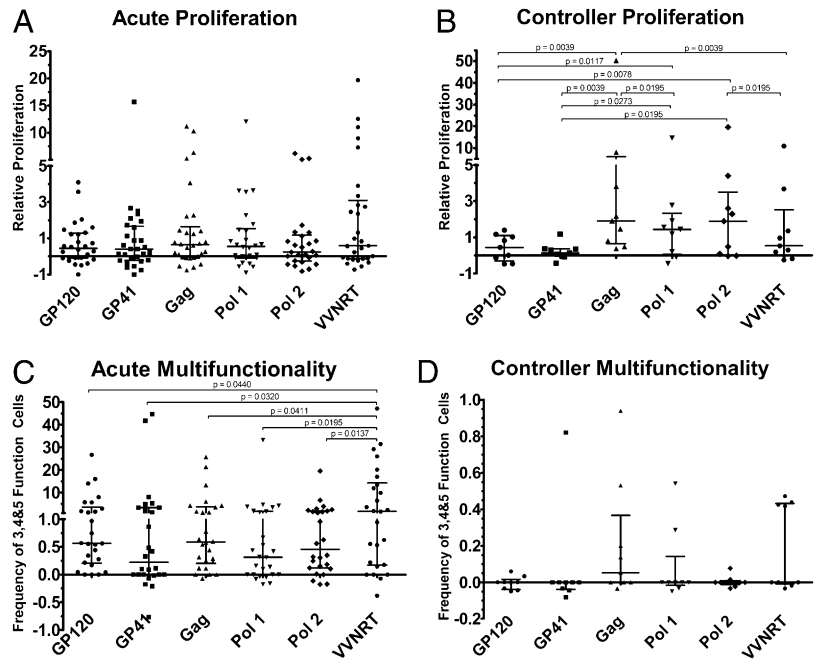 A
Acute Proliferation
Relative Proliferation
25
20
15
10
5
3
1
-1
GP120
GP41
Gag
Pol 1
Pol 2
VVNRT
B
Controller Proliferation
Relative Proliferation
50
40
30
20
10
5
3
1
-1
p = 0.0039
p = 0.0039
p = 0.0117
p = 0.0078
p = 0.0039
p = 0.0195
p = 0.0195
p = 0.0273
p = 0.0195
GP120
GP41
Gag
Pol 1
Pol 2
VVNRT
C
Acute Multifunctionality
Frequency of 3,4&5 Function Cells
50
40
30
20
10
1.0
0.5
0.0
-0.5
-1.0
p = 0.0440
p = 0.0320
p = 0.0411
p = 0.0195
p = 0.0137
GP120
GP41
Gag
Pol 1
Pol 2
VVNRT
D
Controller Multifunctionality
Frequency of 3,4&5 Function Cells
1.0
0.8
0.6
0.4
0.2
-0.0
-0.2
GP120
GP41
Gag
Pol 1
Pol 2
VVNRT